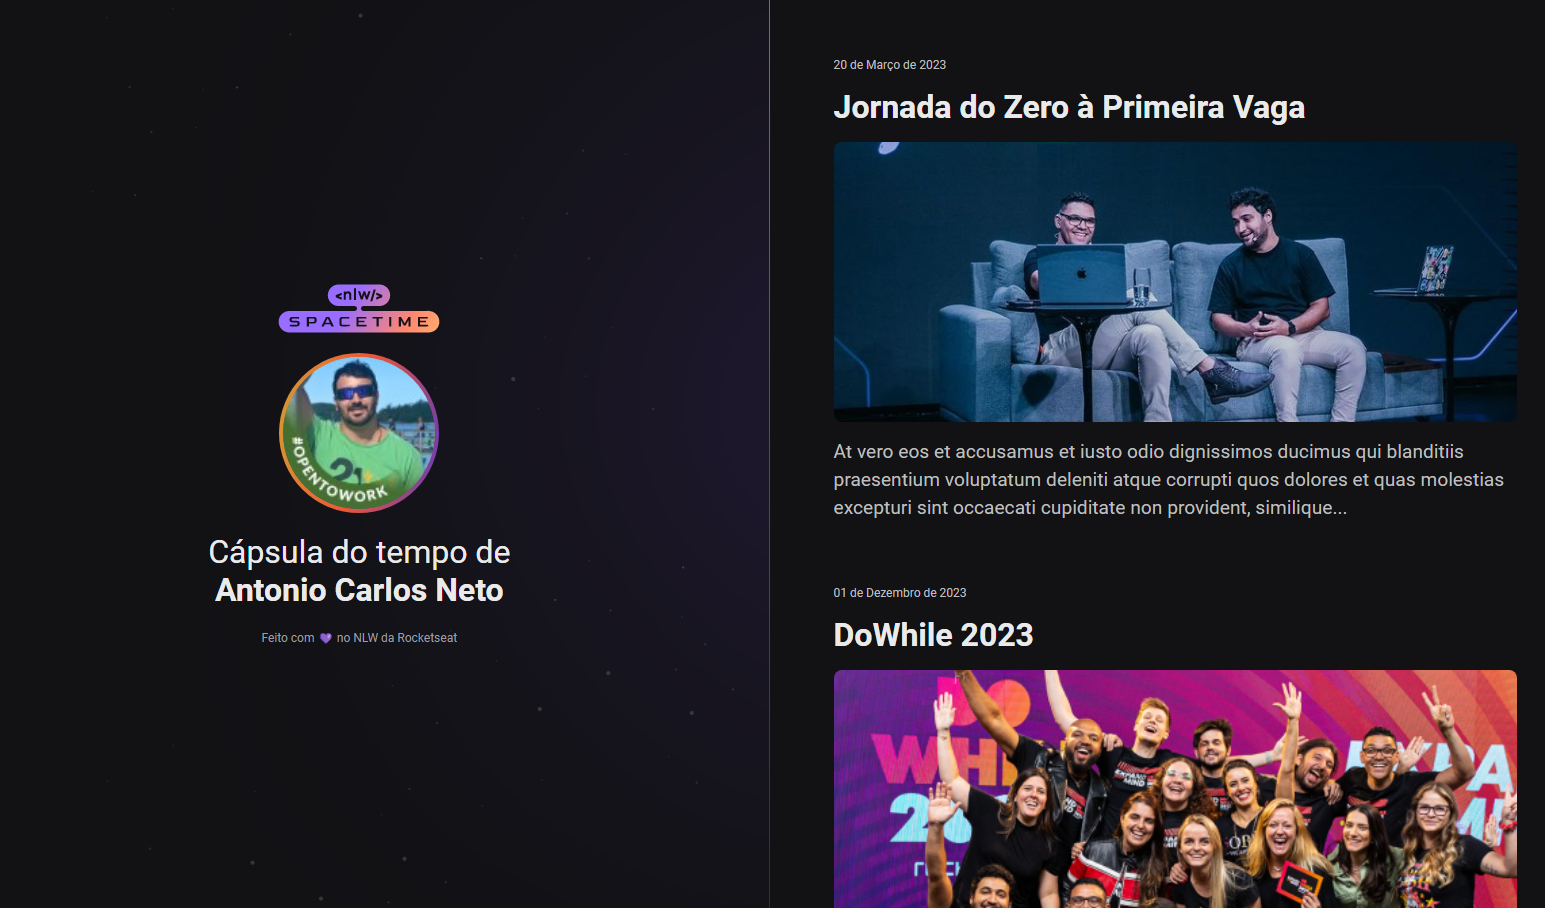 <nlw/>
SPACETIME
#OPENTOWORK
Cápsula do tempo de
Antonio Carlos Neto
Feito com 💜 no NLW da Rocketseat
20 de Março de 2023
Jornada do Zero à Primeira Vaga
At vero eos et accusamus et iusto odio dignissimos ducimus qui blanditiis
praesentium voluptatum deleniti atque corrupti quos dolores et quas molestias
excepturi sint occaecati cupiditate non provident, similique...
01 de Dezembro de 2023
DoWhile 2023